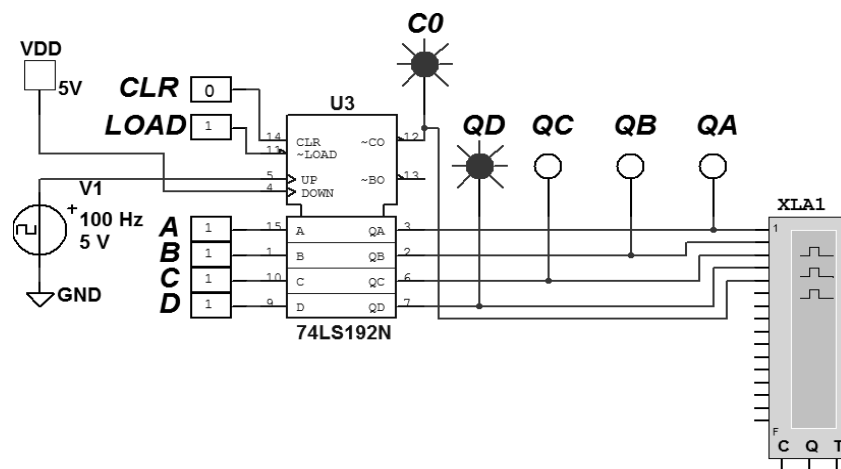 C0
VDD
5V
CLR 0
LOAD 1
U3
QD QC QB QA
14 CLR ~CO 12
11 ~LOAD
5 UP ~BO 13
4 DOWN
V1
100 Hz
5 V
GND
XLA1
A 1 15 A QA 3 1
B 1 1 B QB 2
C 1 10 C QC 6
D 1 9 D QD 7
74LS192N
F
C Q T